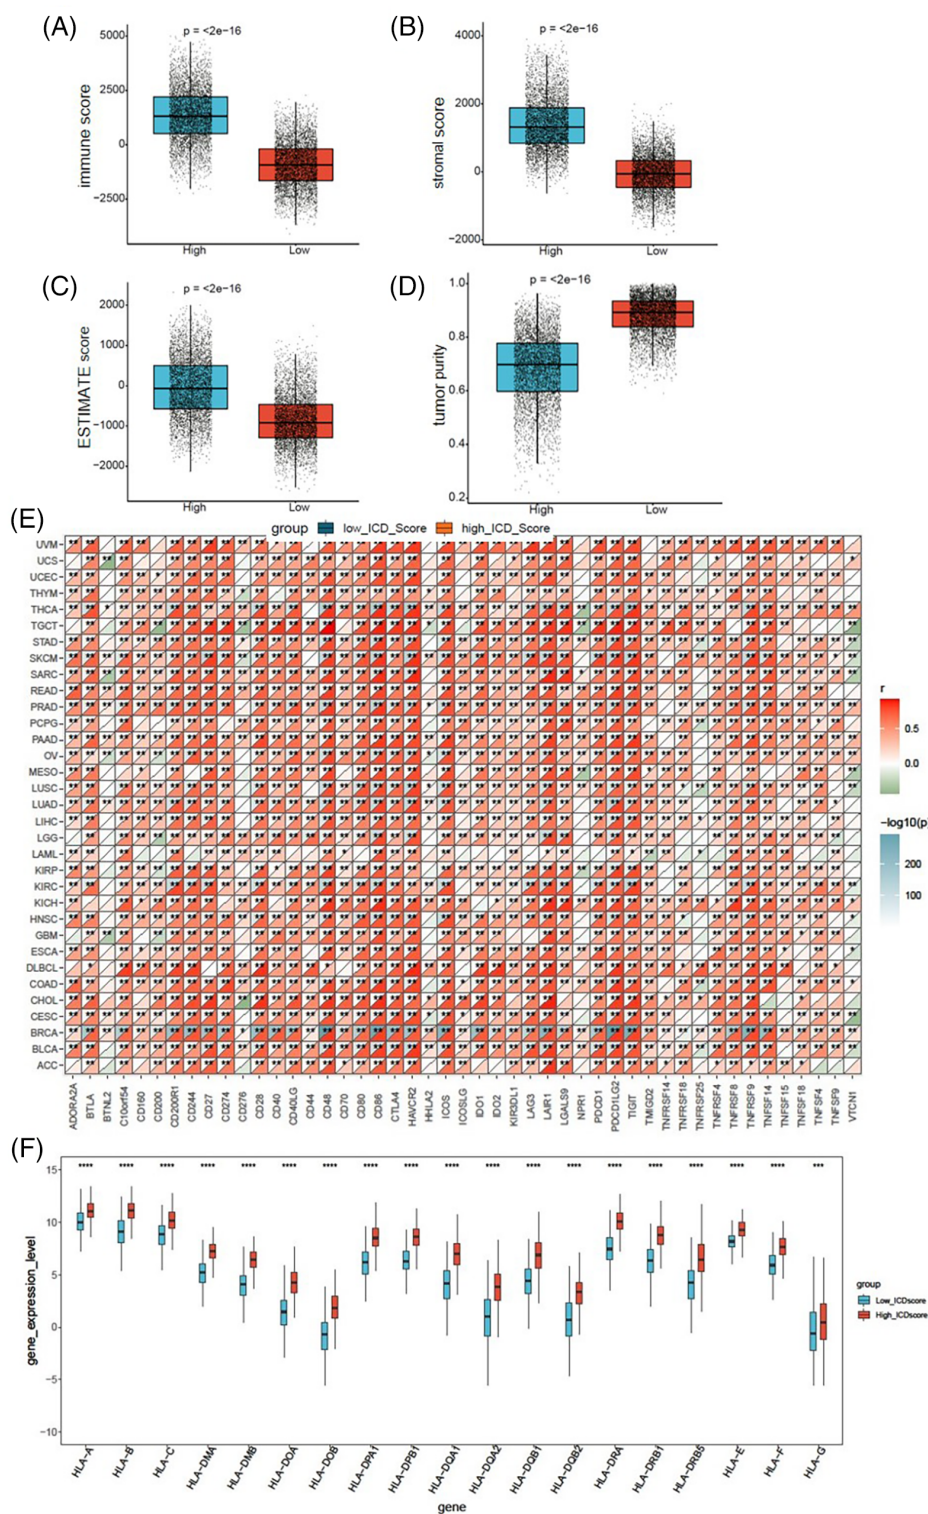 (A)
p = <2e−16
immune score
5000
2500
0
−2500
High
Low
(B)
p = <2e−16
stromal score
4000
2000
0
−2000
High
Low
(C)
p = <2e−16
ESTIMATE score
2000
1000
0
−1000
−2000
High
Low
(D)
p = <2e−16
tumor purity
1.0
0.8
0.6
0.4
0.2
High
Low
(E)
group low_ICD_Score high_ICD_Score
UVM
UCS
UCEC
THYM
THCA
TGCT
STAD
SKCM
SARC
READ
PRAD
PCPG
PAAD
OV
MESO
LUSC
LUAD
LIHC
LGG
LAML
KIRP
KIRC
KICH
HNSC
GBM
ESCA
DLBCL
COAD
CHOL
CESC
BRCA
BLCA
ACC
ADORA2A
BTLA
BTNL2
C10orf54
CD160
CD200
CD200R1
CD244
CD27
CD274
CD276
CD28
CD40
CD40LG
CD44
CD48
CD70
CD80
CD86
CTLA4
HAVCR2
HHLA2
ICOS
ICOSLG
IDO1
IDO2
KIR3DL1
LAG3
LAIR1
LGALS9
NPR1
PDCD1
PDCD1LG2
TIGIT
TMIGD2
TNFRSF14
TNFRSF18
TNFRSF25
TNFRSF4
TNFRSF8
TNFRSF9
TNFSF14
TNFSF15
TNFSF18
TNFSF4
TNFSF9
VTCN1
r
0.5
0.0
−log10(p)
200
100
(F)
gene_expression_level
15
10
5
0
−5
−10
**** **** **** **** **** **** **** **** **** **** **** **** **** **** **** **** **** **** ***
HLA−A
HLA−B
HLA−C
HLA−DMA
HLA−DMB
HLA−DOA
HLA−DOB
HLA−DPA1
HLA−DPB1
HLA−DQA1
HLA−DQA2
HLA−DQB1
HLA−DQB2
HLA−DRA
HLA−DRB1
HLA−DRB5
HLA−E
HLA−F
HLA−G
gene
group
Low_ICDscore
High_ICDscore